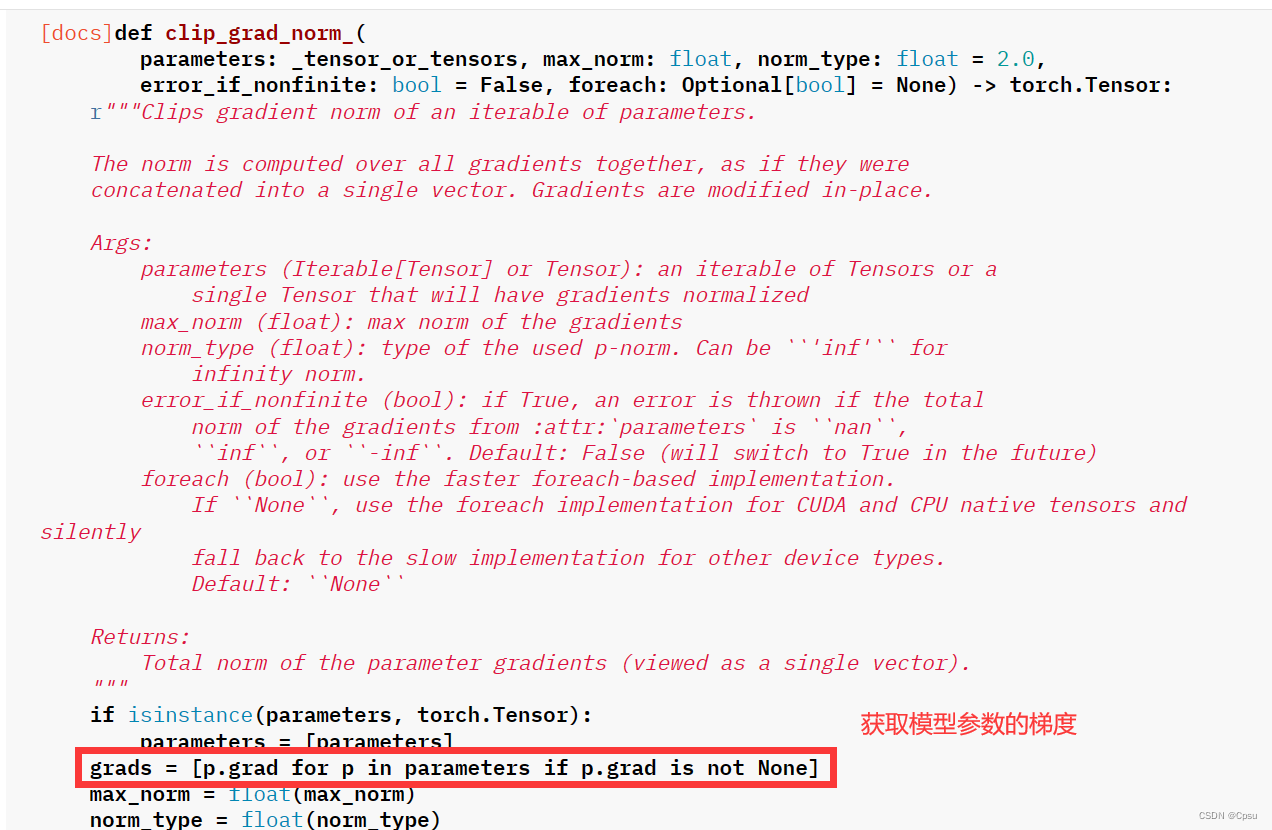 [docs]def clip_grad_norm_(
parameters: _tensor_or_tensors, max_norm: float, norm_type: float = 2.0,
error_if_nonfinite: bool = False, foreach: Optional[bool] = None) -> torch.Tensor:
r"""Clips gradient norm of an iterable of parameters.
The norm is computed over all gradients together, as if they were
concatenated into a single vector. Gradients are modified in-place.
Args:
parameters (Iterable[Tensor] or Tensor): an iterable of Tensors or a
single Tensor that will have gradients normalized
max_norm (float): max norm of the gradients
norm_type (float): type of the used p-norm. Can be ``'inf'`` for
infinity norm.
error_if_nonfinite (bool): if True, an error is thrown if the total
norm of the gradients from :attr:`parameters` is ``nan``,
``inf``, or ``-inf``. Default: False (will switch to True in the future)
foreach (bool): use the faster foreach-based implementation.
If ``None``, use the foreach implementation for CUDA and CPU native tensors and
silently
fall back to the slow implementation for other device types.
Default: ``None``
Returns:
Total norm of the parameter gradients (viewed as a single vector).
"""
if isinstance(parameters, torch.Tensor):
获取模型参数的梯度
parameters = [parameters]
grads = [p.grad for p in parameters if p.grad is not None]
max_norm = float(max_norm)
norm_type = float(norm_type)
CSDN @Cpsu